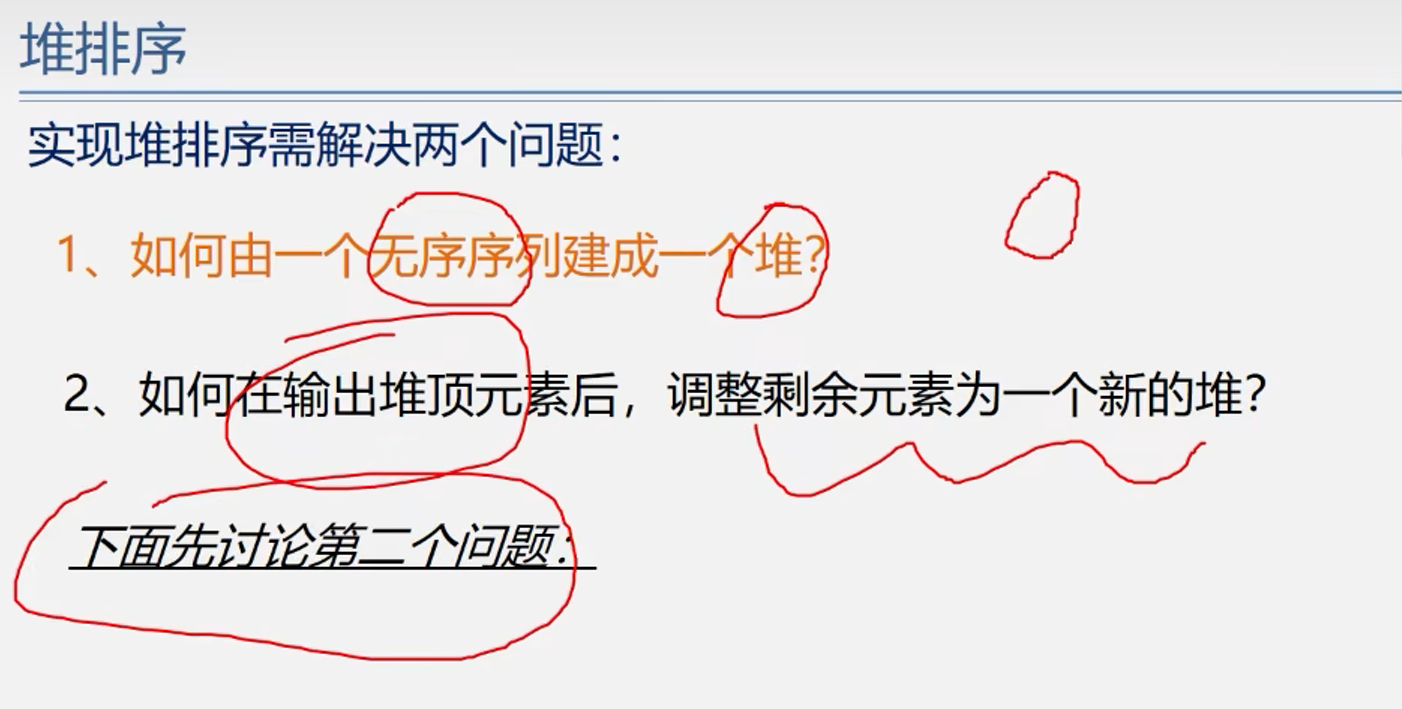 堆排序
实现堆排序需解决两个问题：
1、如何由一个无序序列建成一个堆？
2、如何在输出堆顶元素后，调整剩余元素为一个新的堆？
下面先讨论第二个问题：